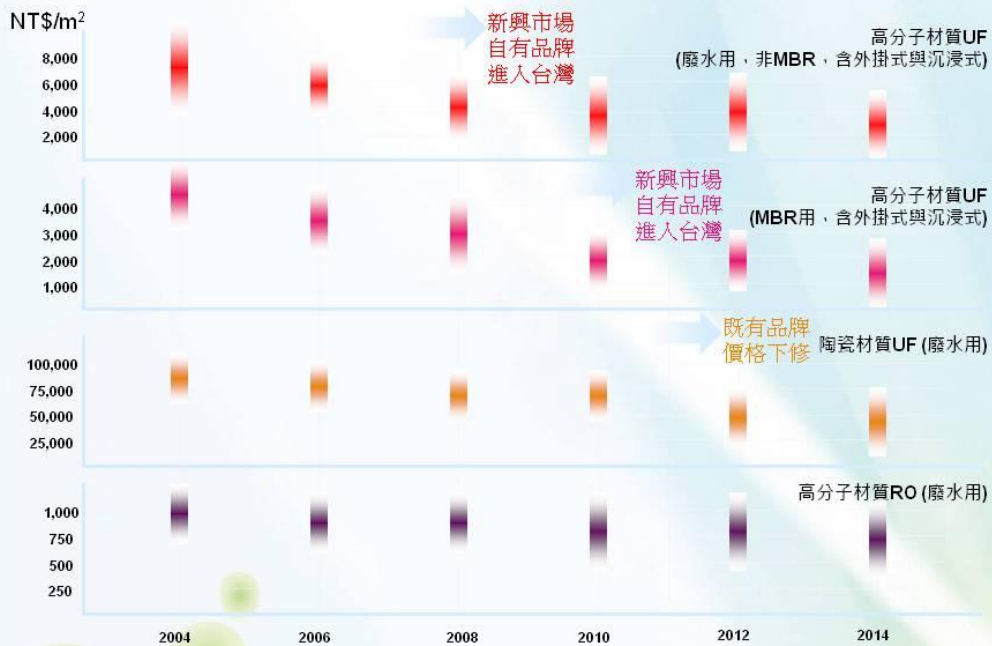 NT$/m²
新興市場
自有品牌
進入台灣
高分子材質UF
(廢水用，非MBR，含外掛式與沉浸式)
8,000
6,000
4,000
2,000
新興市場
自有品牌
進入台灣
高分子材質UF
(MBR用，含外掛式與沉浸式)
4,000
3,000
2,000
1,000
既有品牌
價格下修
陶瓷材質UF (廢水用)
100,000
75,000
50,000
25,000
高分子材質RO (廢水用)
1,000
750
500
250
2004 2006 2008 2010 2012 2014